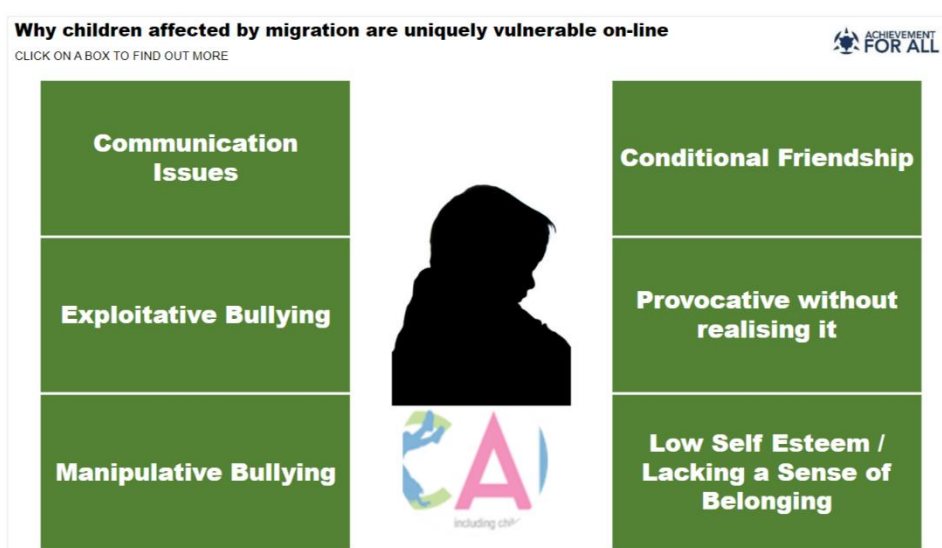 Why children affected by migration are uniquely vulnerable on-line
CLICK ON A BOX TO FIND OUT MORE
ACHIEVEMENT
FOR ALL
Communication
Issues
Conditional Friendship
Exploitative Bullying
Provocative without
realising it
Manipulative Bullying
Low Self Esteem /
Lacking a Sense of
Belonging
including